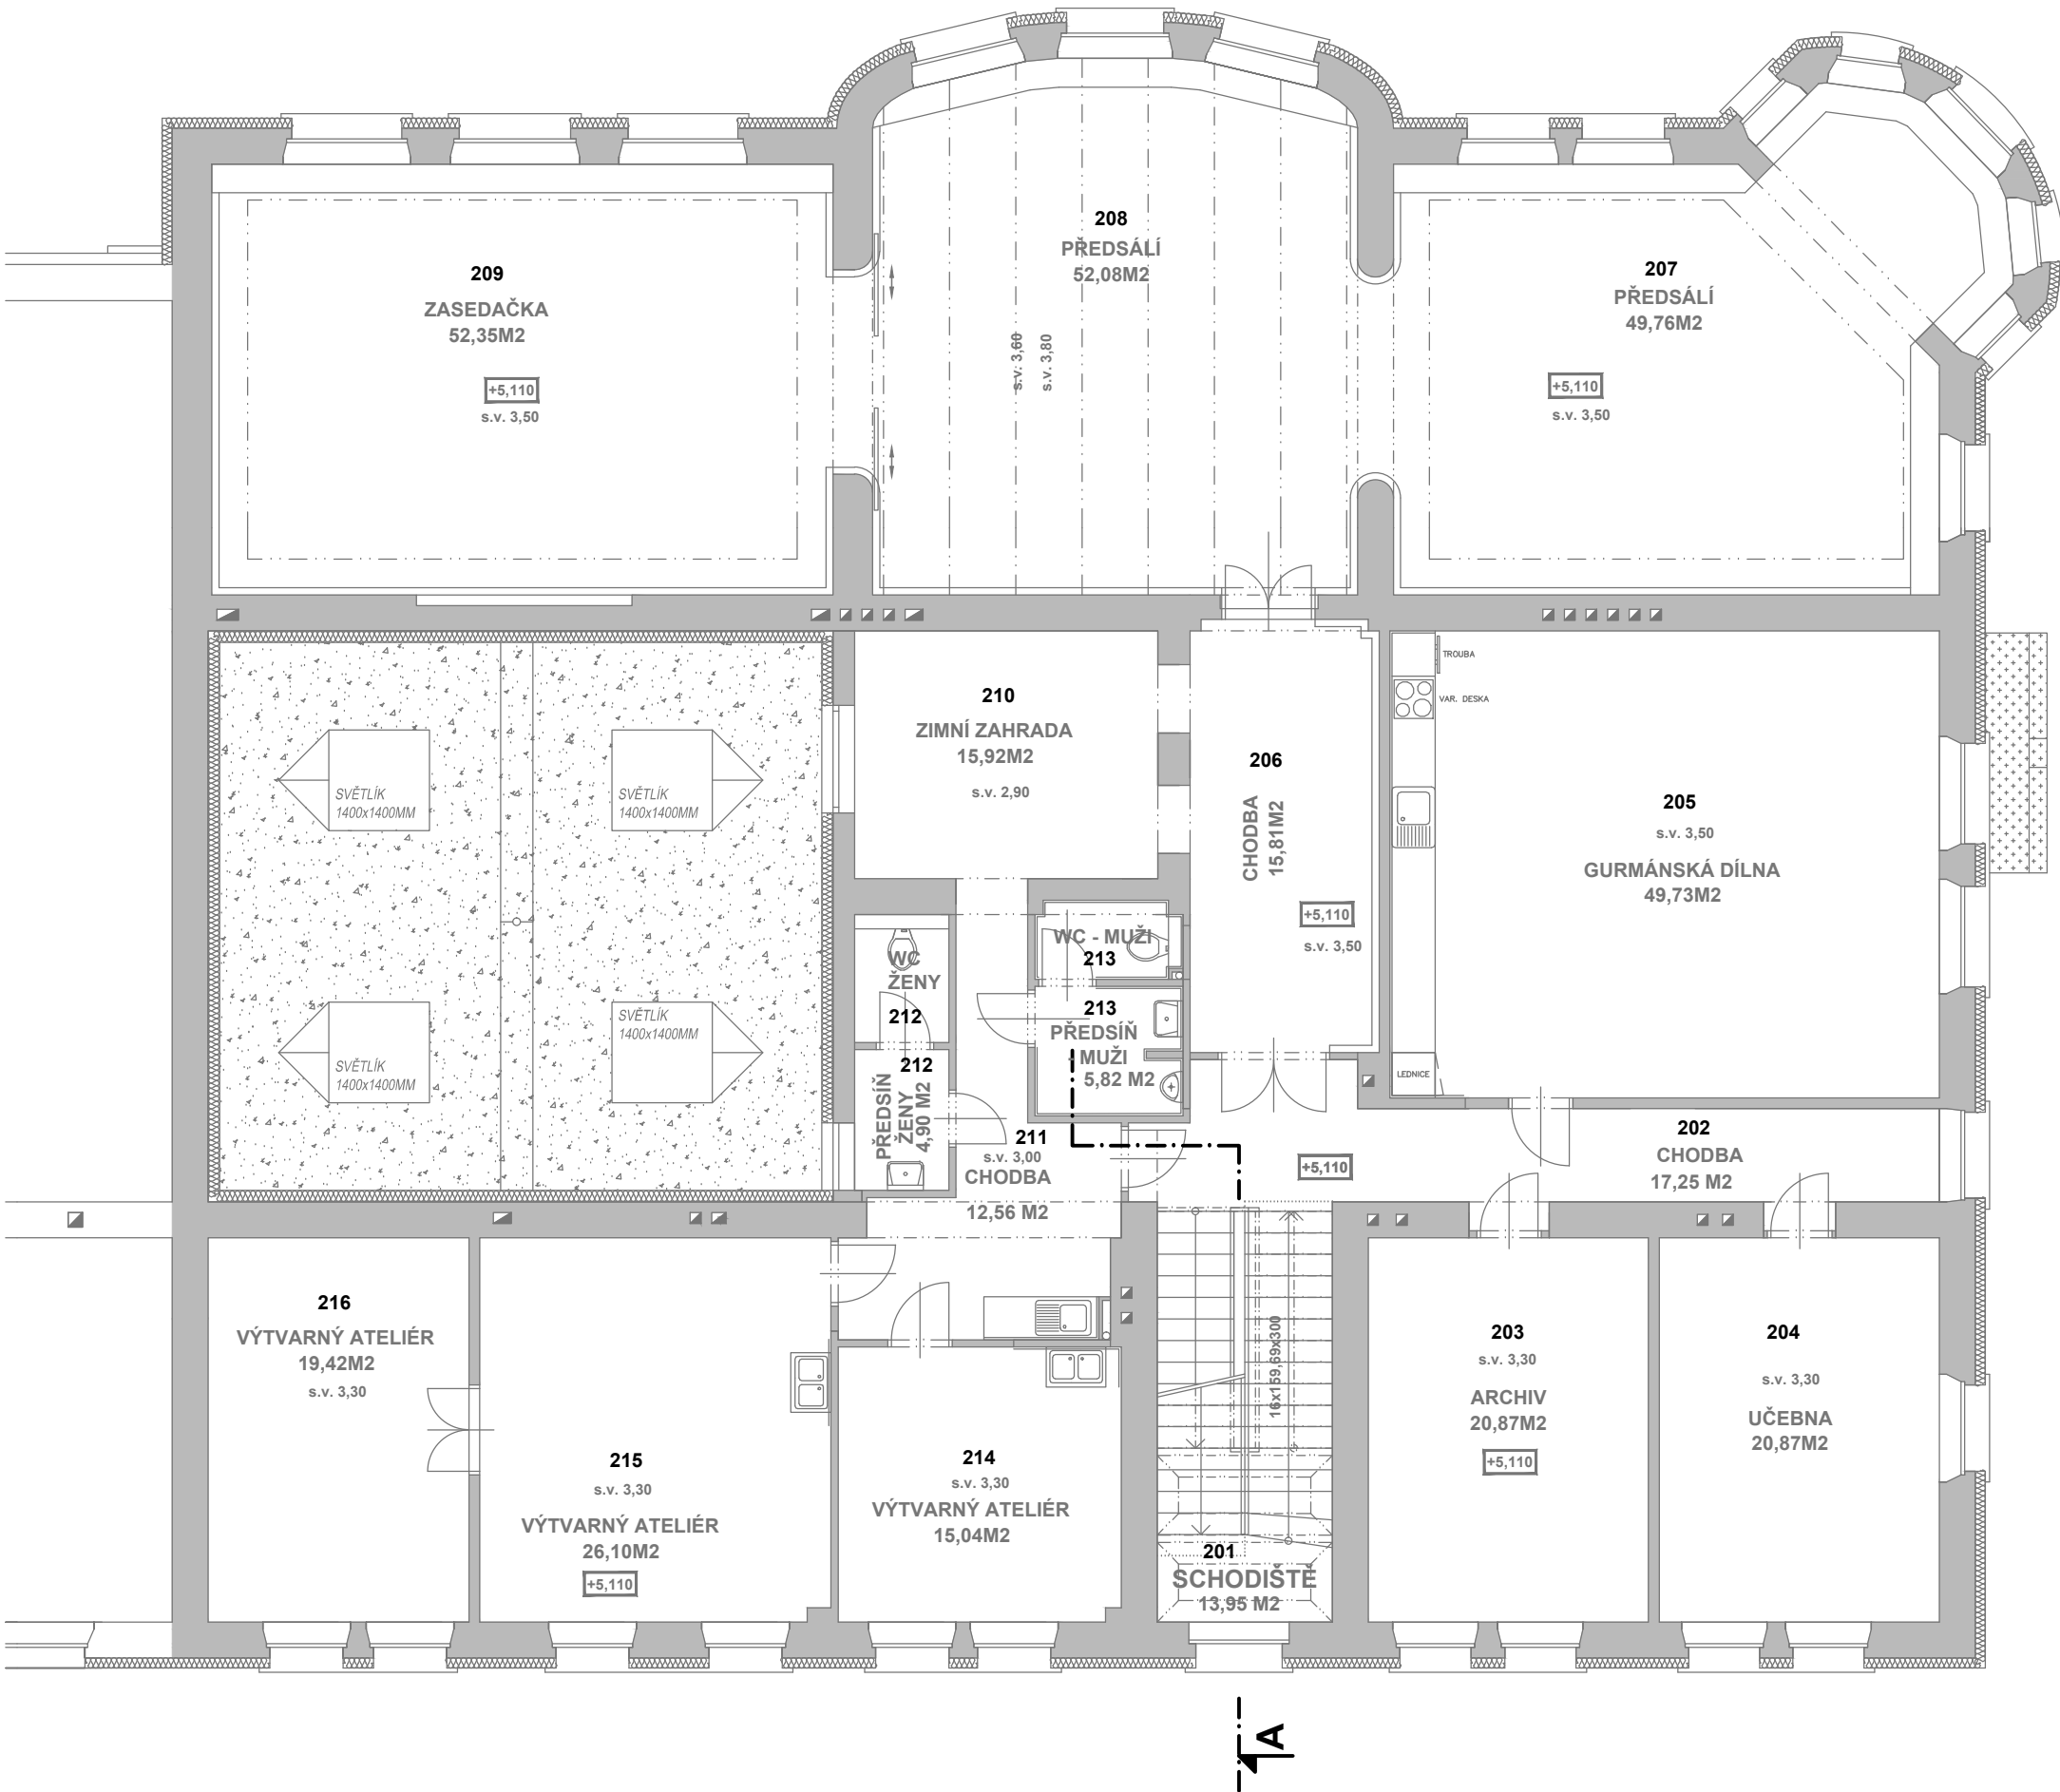 208
PŘEDSÁLÍ
52,08M2
s.v. 3,60
s.v. 3,80
209
ZASEDAČKA
52,35M2
+5,110
s.v. 3,50
207
PŘEDSÁLÍ
49,76M2
+5,110
s.v. 3,50
TROUBA
VAR. DESKA
210
ZIMNÍ ZAHRADA
15,92M2
s.v. 2,90
206
CHODBA
15,81M2
+5,110
s.v. 3,50
205
s.v. 3,50
GURMÁNSKÁ DÍLNA
49,73M2
LEDNICE
SVĚTLÍK
1400x1400MM
SVĚTLÍK
1400x1400MM
SVĚTLÍK
1400x1400MM
SVĚTLÍK
1400x1400MM
WC
ŽENY
212
WC - MUŽI
213
213
PŘEDSÍŇ
- MUŽI
5,82 M2
212
PŘEDSÍŇ
ŽENY
4,90 M2
211
s.v. 3,00
CHODBA
12,56 M2
+5,110
202
CHODBA
17,25 M2
216
VÝTVARNÝ ATELIÉR
19,42M2
s.v. 3,30
215
s.v. 3,30
VÝTVARNÝ ATELIÉR
26,10M2
+5,110
214
s.v. 3,30
VÝTVARNÝ ATELIÉR
15,04M2
16x159,69x300
201
SCHODIŠTĚ
13,95 M2
203
s.v. 3,30
ARCHIV
20,87M2
+5,110
204
s.v. 3,30
UČEBNA
20,87M2
A